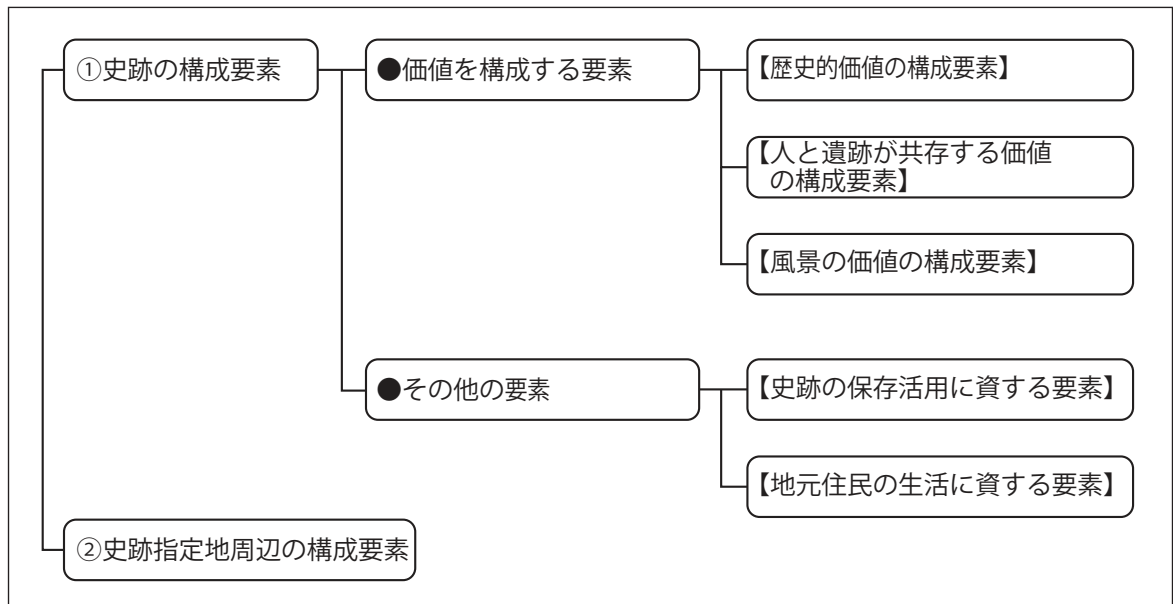 ①史跡の構成要素
●価値を構成する要素
【歴史的価値の構成要素】
【人と遺跡が共存する価値
の構成要素】
【風景の価値の構成要素】
●その他の要素
【史跡の保存活用に資する要素】
【地元住民の生活に資する要素】
②史跡指定地周辺の構成要素